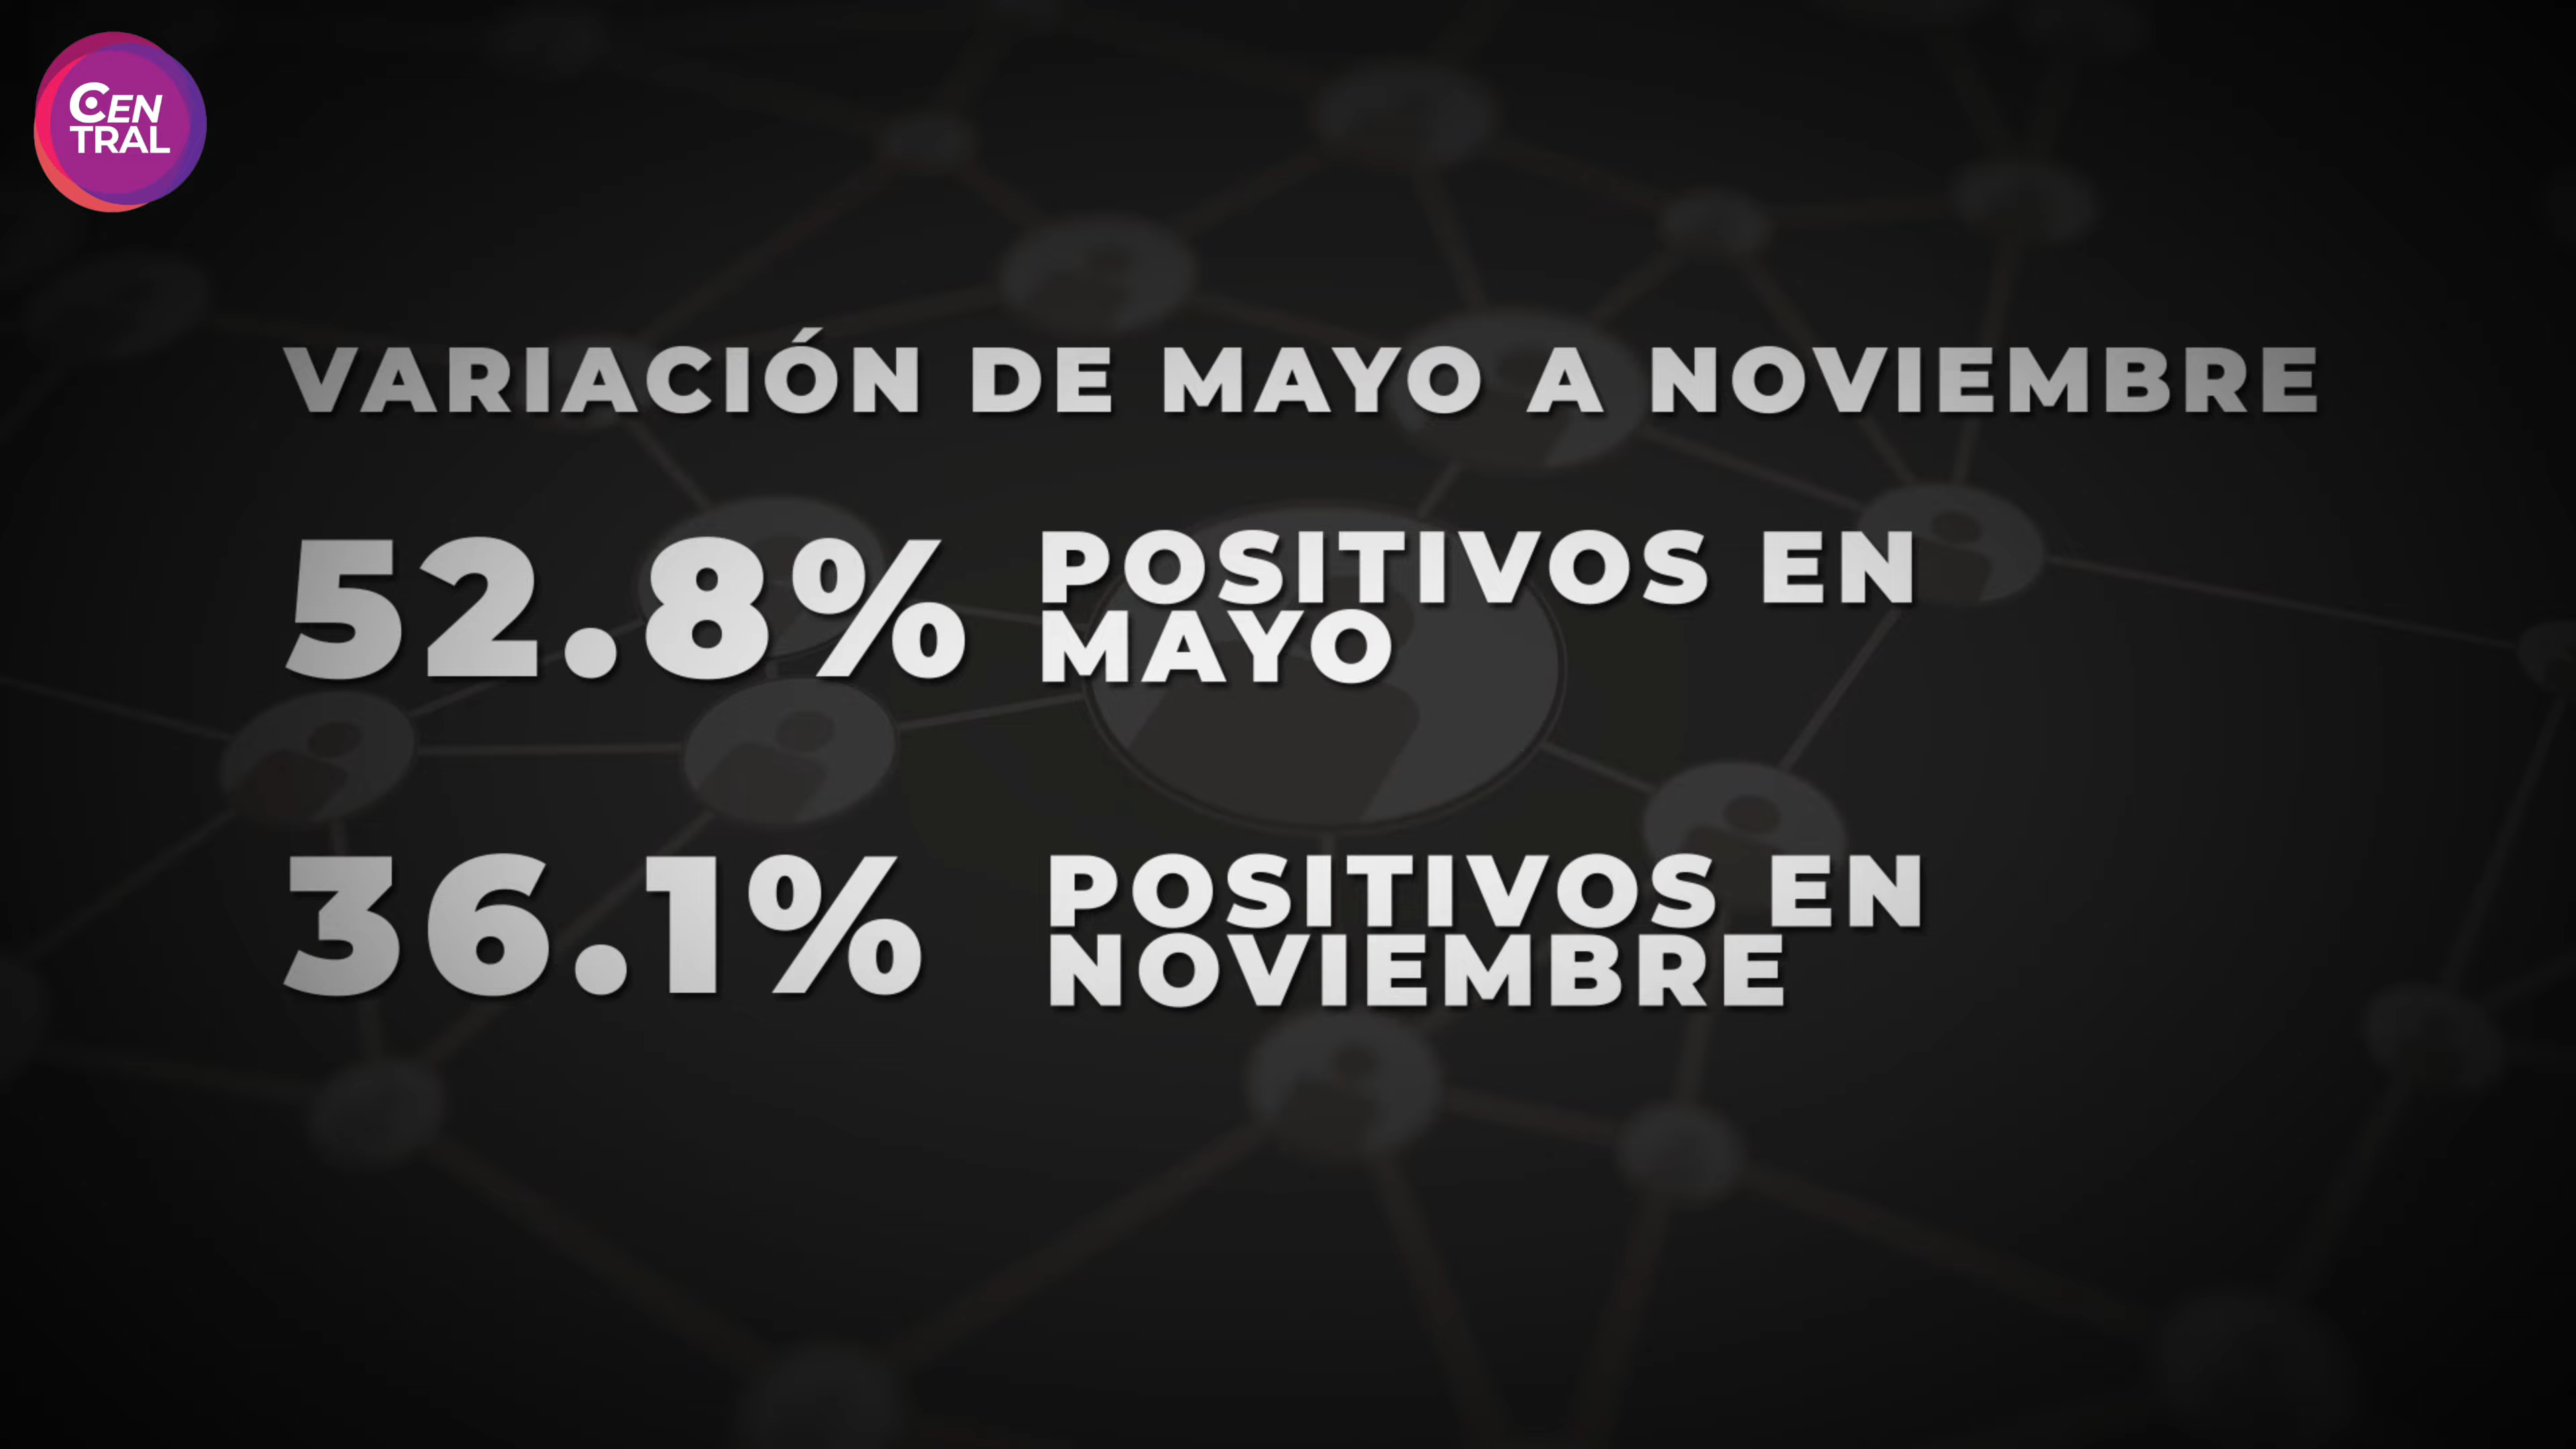 CEN
TRAL
VARIACIÓN DE MAYO A NOVIEMBRE
52.8% POSITIVOS EN
MAYO
36.1% POSITIVOS EN
NOVIEMBRE